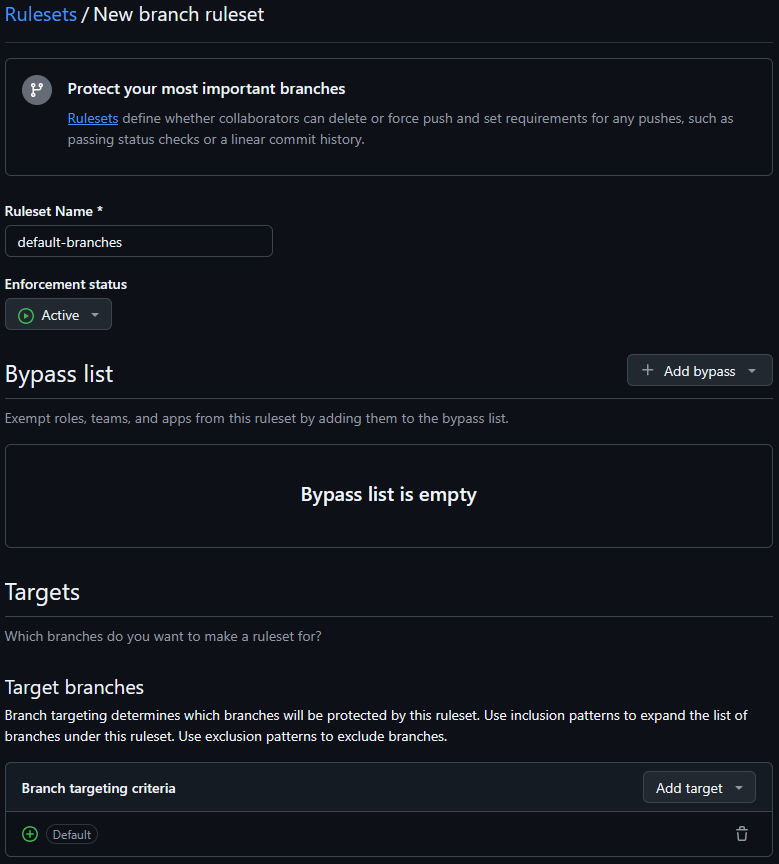 Rulesets / New branch ruleset
Protect your most important branches
Rulesets define whether collaborators can delete or force push and set requirements for any pushes, such as
passing status checks or a linear commit history.
Ruleset Name *
default-branches
Enforcement status
Active
Bypass list
Add bypass
Exempt roles, teams, and apps from this ruleset by adding them to the bypass list.
Bypass list is empty
Targets
Which branches do you want to make a ruleset for?
Target branches
Branch targeting determines which branches will be protected by this ruleset. Use inclusion patterns to expand the list of
branches under this ruleset. Use exclusion patterns to exclude branches.
Branch targeting criteria
Add target
Default